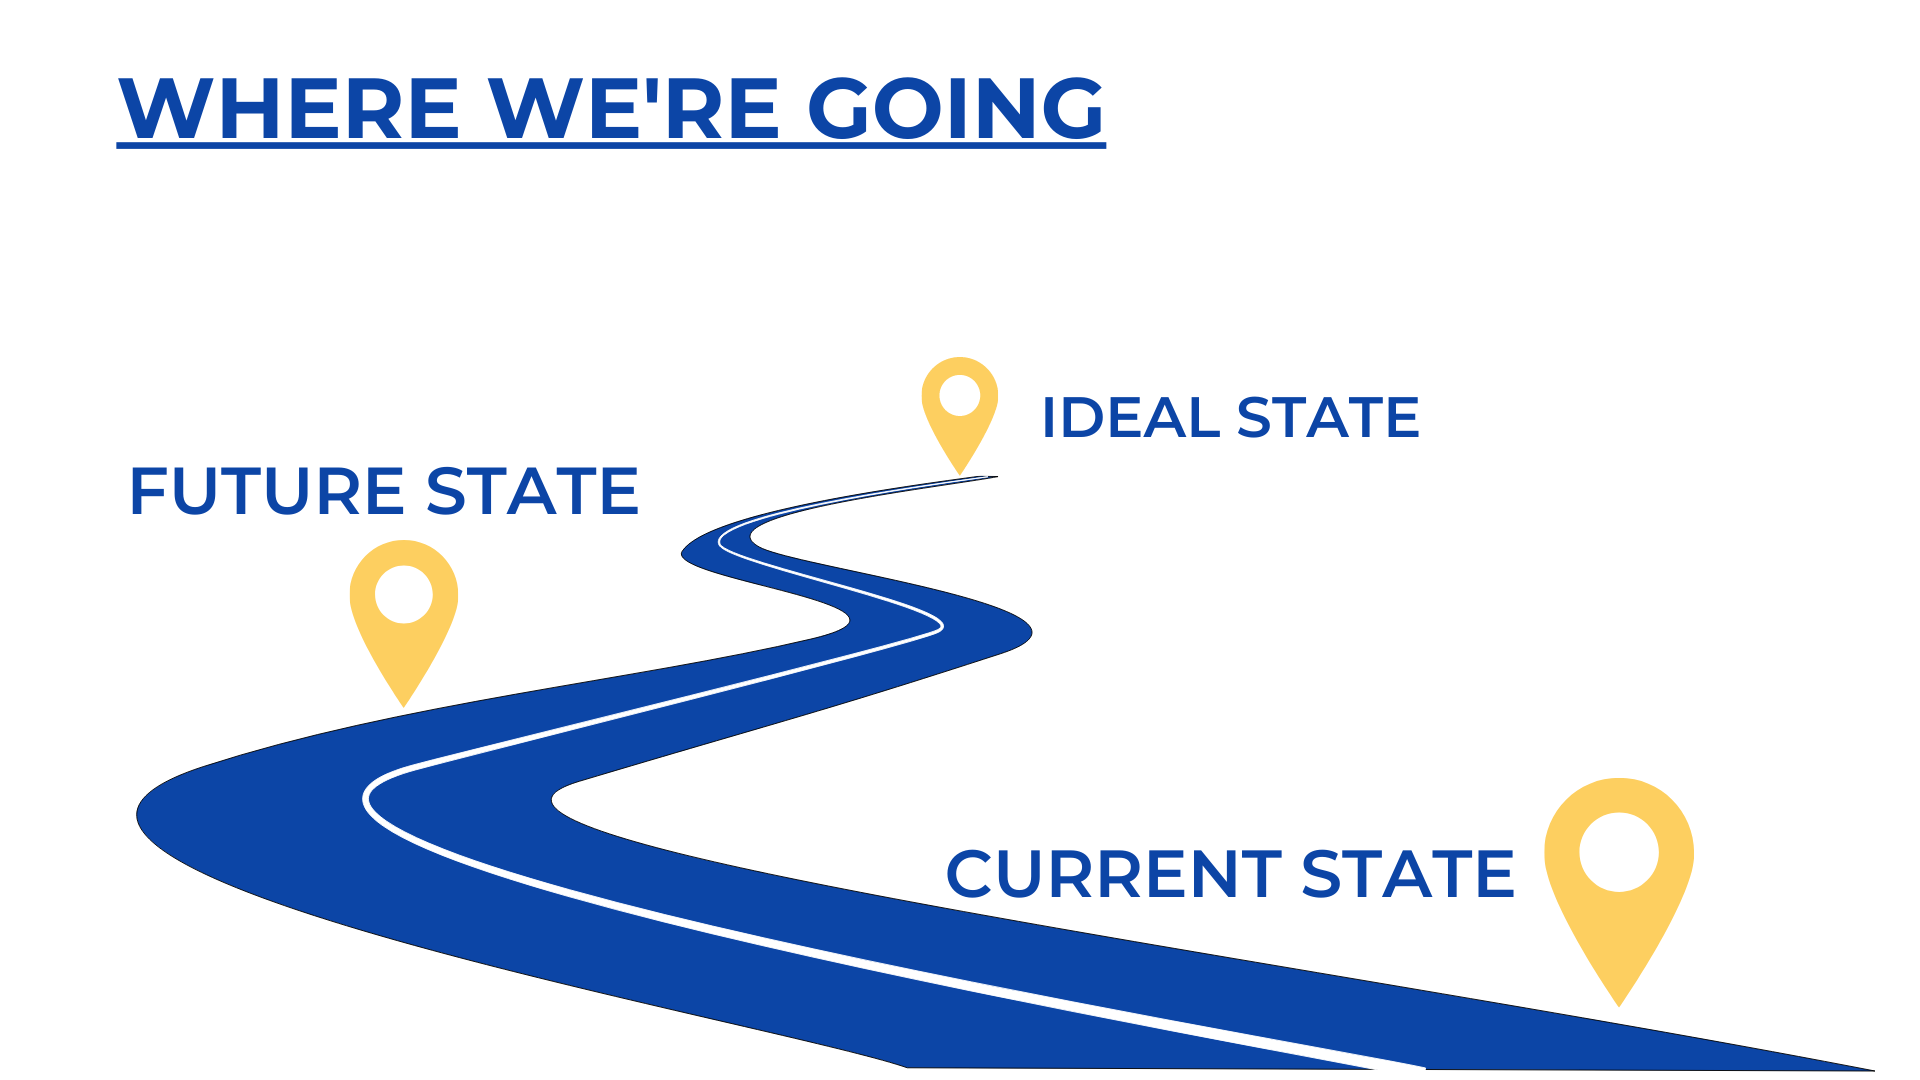 WHERE WE'RE GOING
IDEAL STATE
FUTURE STATE
CURRENT STATE